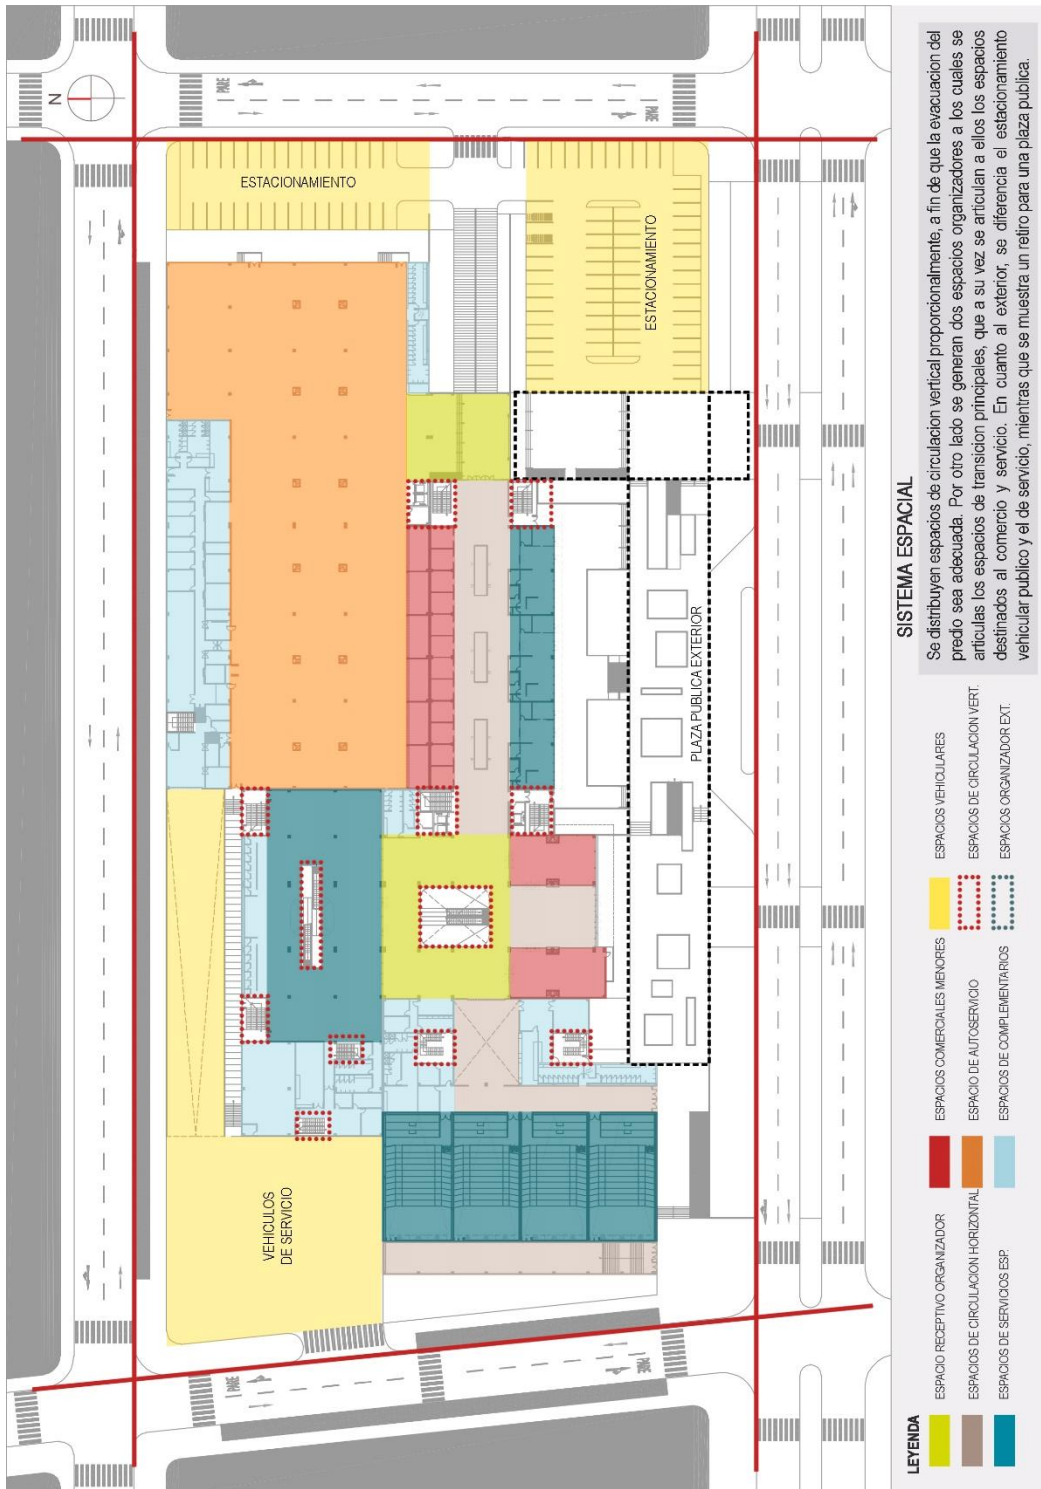 N
PARE
PARE
ESTACIONAMIENTO
ESTACIONAMIENTO
PLAZA PUBLICA EXTERIOR
VEHICULOS
DE SERVICIO
PARE
PARE
SISTEMA ESPACIAL
Se distribuyen espacios de circulacion vertical proporcionalmente, a fin de que la evacuacion del
predio sea adecuada. Por otro lado se generan dos espacios organizadores a los cuales se
articulas los espacios de transicion principales, que a su vez se articulan a ellos los espacios
destinados al comercio y servicio. En cuanto al exterior, se diferencia el estacionamiento
vehicular publico y el de servicio, mientras que se muestra un retiro para una plaza publica.
LEYENDA
ESPACIO RECEPTIVO ORGANIZADOR
ESPACIOS COMERCIALES MENORES
ESPACIOS VEHICULARES
ESPACIOS DE CIRCULACION HORIZONTAL
ESPACIO DE AUTOSERVICIO
ESPACIOS DE CIRCULACION VERT.
ESPACIOS DE SERVICIOS ESP.
ESPACIOS DE COMPLEMENTARIOS
ESPACIOS ORGANIZADOR EXT.